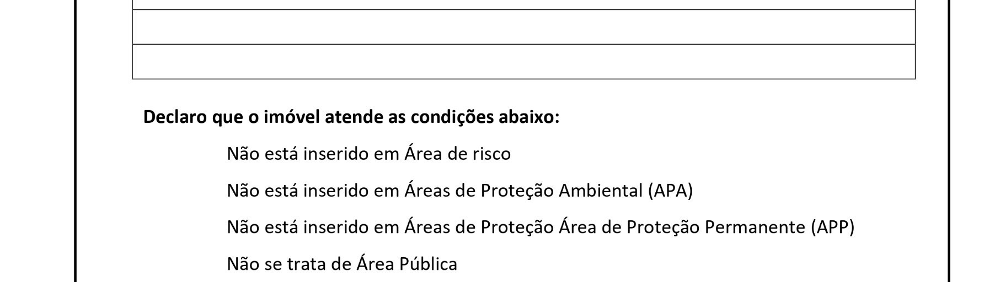 Declaro que o imóvel atende as condições abaixo:
Não está inserido em Área de risco
Não está inserido em Áreas de Proteção Ambiental (APA)
Não está inserido em Áreas de Proteção Área de Proteção Permanente (APP)
Não se trata de Área Pública